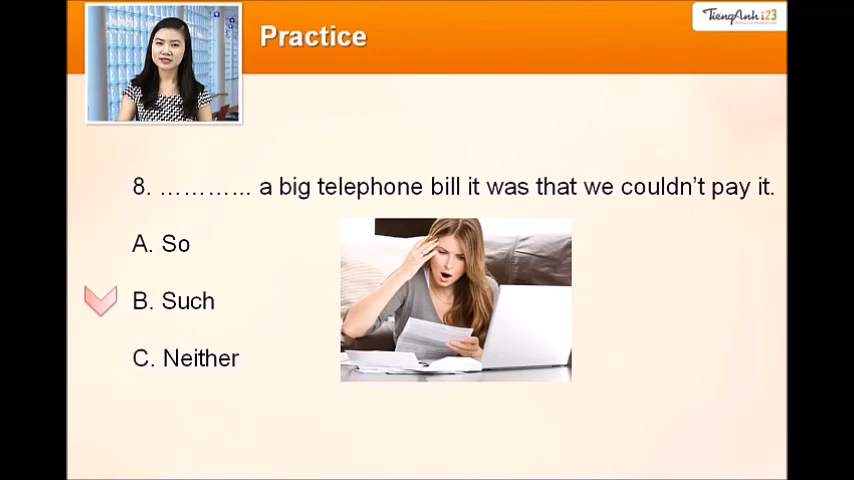 Practice
TiengAnh123
8. ............ a big telephone bill it was that we couldn't pay it.
A. So
B. Such
C. Neither